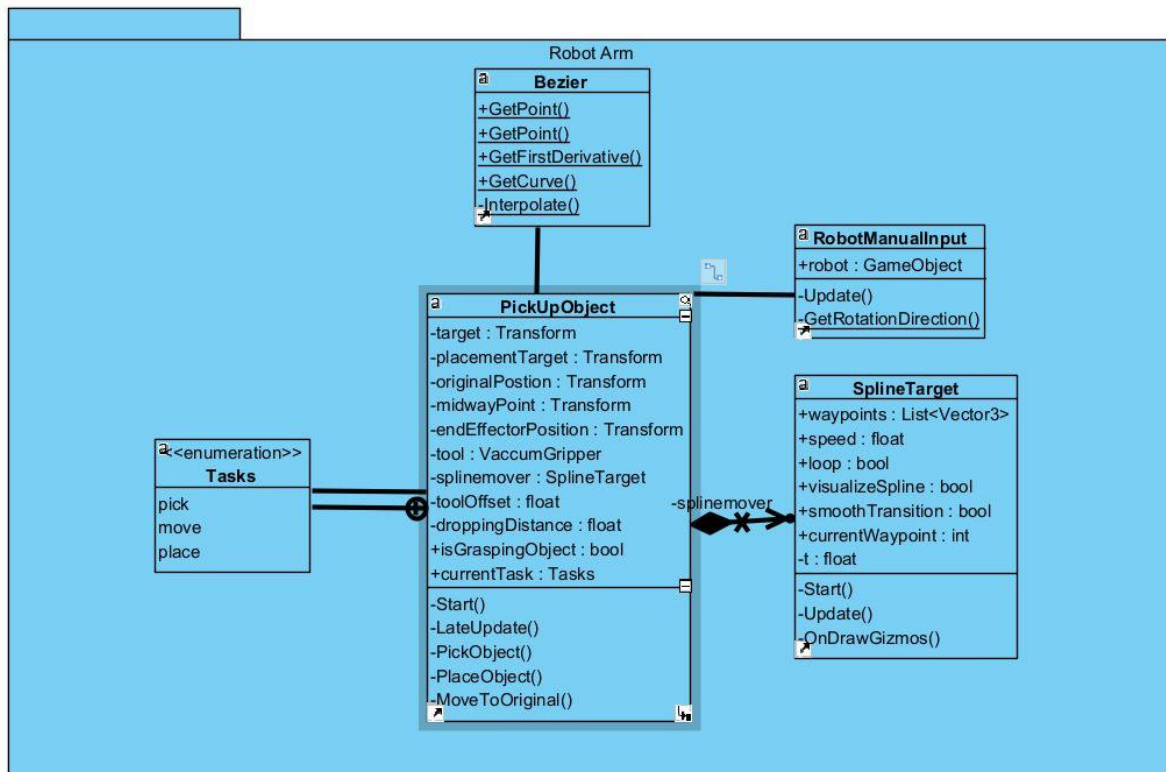 Robot Arm
a
Bezier
+GetPoint()
+GetPoint()
+GetFirstDerivative()
+GetCurve()
-Interpolate()
a
RobotManualInput
+robot : GameObject
-Update()
-GetRotationDirection()
a
PickUpObject
-target : Transform
-placementTarget : Transform
-originalPostion : Transform
-midwayPoint : Transform
-endEffectorPosition : Transform
-tool : VaccumGripper
-splinemover : SplineTarget
-toolOffset : float
-droppingDistance : float
+isGraspingObject : bool
+currentTask : Tasks
-Start()
-LateUpdate()
-PickObject()
-PlaceObject()
-MoveToOriginal()
a
<<enumeration>>
Tasks
pick
move
place
-splinemover
a
SplineTarget
+waypoints : List<Vector3>
+speed : float
+loop : bool
+visualizeSpline : bool
+smoothTransition : bool
+currentWaypoint : int
-t : float
-Start()
-Update()
-OnDrawGizmos()